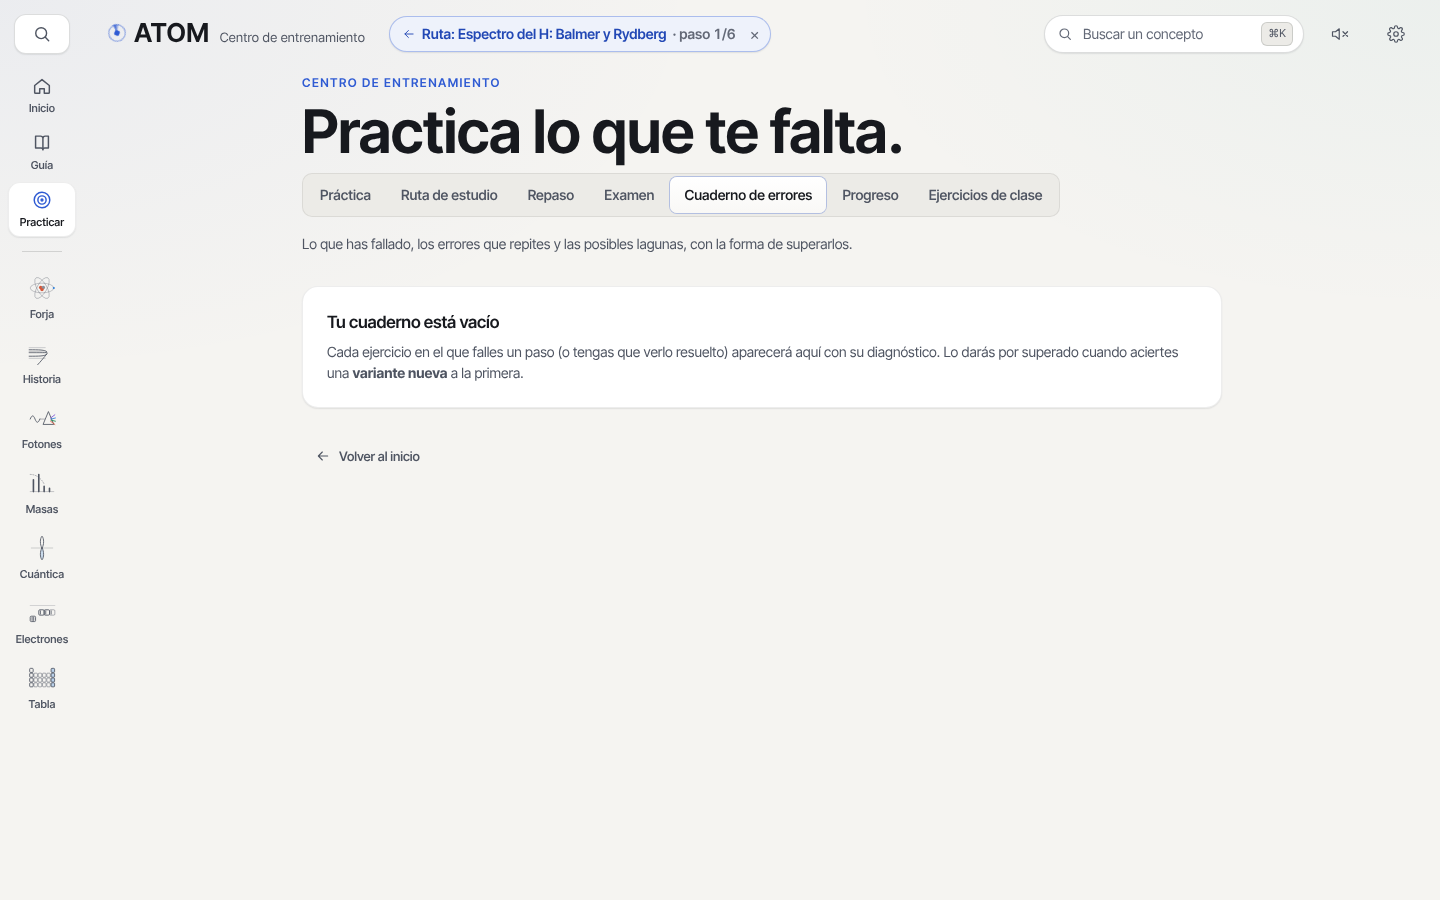 ATOM Centro de entrenamiento
← Ruta: Espectro del H: Balmer y Rydberg · paso 1/6 ×
Buscar un concepto ⌘K
Inicio
Guía
Practicar
Forja
Historia
Fotones
Masas
Cuántica
Electrones
Tabla
CENTRO DE ENTRENAMIENTO
Practica lo que te falta.
Práctica Ruta de estudio Repaso Examen Cuaderno de errores Progreso Ejercicios de clase
Lo que has fallado, los errores que repites y las posibles lagunas, con la forma de superarlos.
Tu cuaderno está vacío
Cada ejercicio en el que falles un paso (o tengas que verlo resuelto) aparecerá aquí con su diagnóstico. Lo darás por superado cuando aciertes
una variante nueva a la primera.
← Volver al inicio